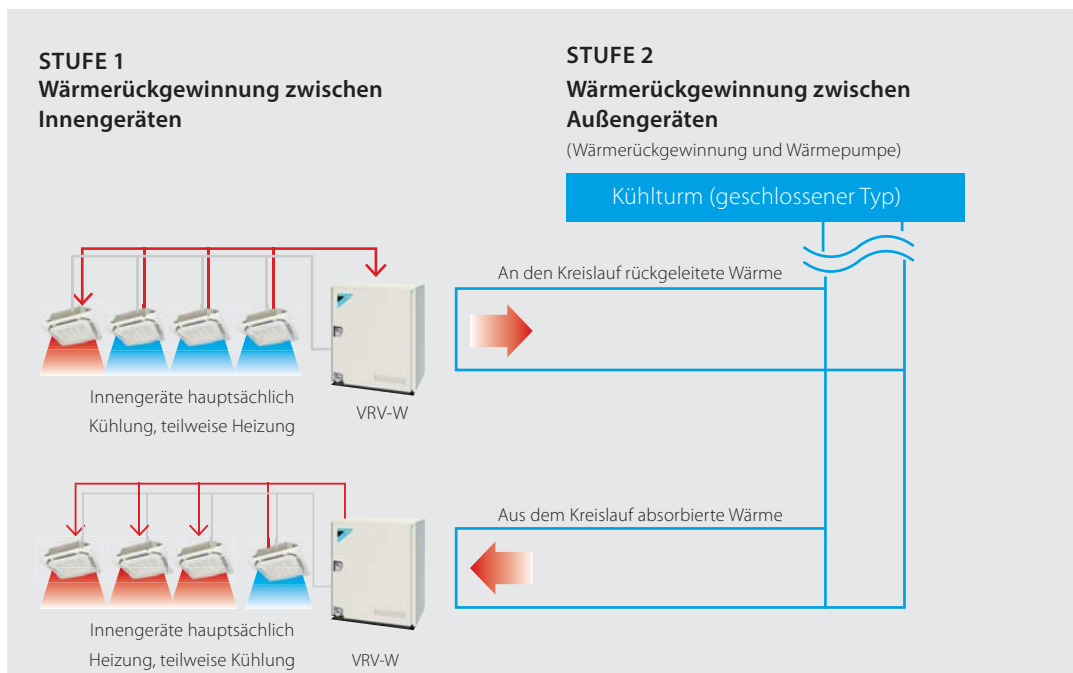 STUFE 1
Wärmerückgewinnung zwischen
Innengeräten
STUFE 2
Wärmerückgewinnung zwischen
Außengeräten
(Wärmerückgewinnung und Wärmepumpe)
Kühlturm (geschlossener Typ)
An den Kreislauf rückgeleitete Wärme
Innengeräte hauptsächlich
Kühlung, teilweise Heizung
VRV-W
Aus dem Kreislauf absorbierte Wärme
Innengeräte hauptsächlich
Heizung, teilweise Kühlung
VRV-W